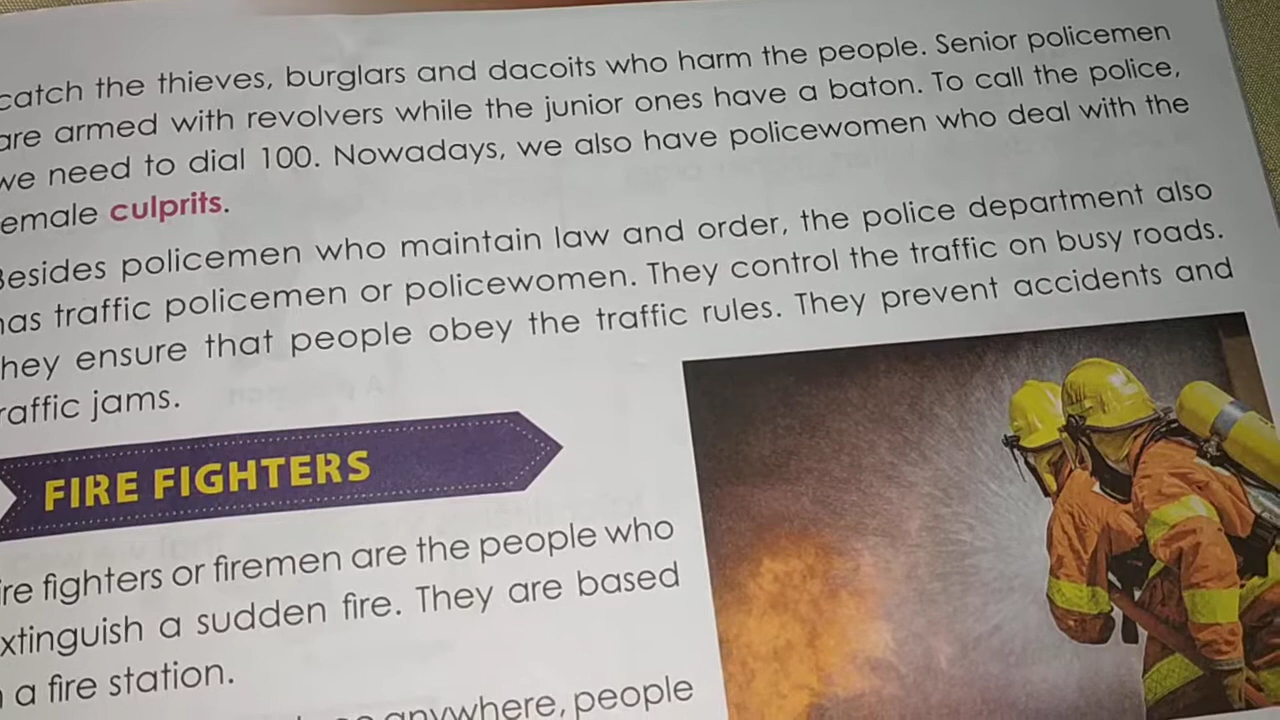 catch the thieves, burglars and dacoits who harm the people. Senior policemen
are armed with revolvers while the junior ones have a baton. To call the police,
we need to dial 100. Nowadays, we also have policewomen who deal with the
emale culprits.
Besides policemen who maintain law and order, the police department also
has traffic policemen or policewomen. They control the traffic on busy roads.
hey ensure that people obey the traffic rules. They prevent accidents and
raffic jams.
FIRE FIGHTERS
ire fighters or firemen are the people who
xtinguish a sudden fire. They are based
a fire station.
anywhere, people